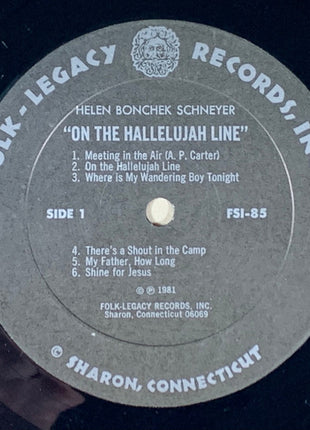 FOLK-LEGACY RECORDS, IN
HELEN BONCHEK SCHNEYER
"ON THE HALLELUJAH LINE"
1. Meeting in the Air (A. P. Carter)
2. On the Hallelujah Line
3. Where is My Wandering Boy Tonight
SIDE 1
FSI-85
4. There's a Shout in the Camp
5. My Father, How Long
6. Shine for Jesus
© ℗ 1981
FOLK-LEGACY RECORDS, INC.
Sharon, Connecticut 06069
© SHARON, CONNECTICUT